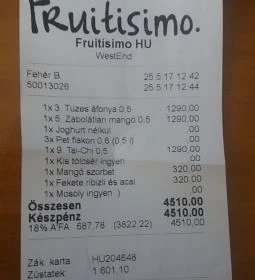 Fruitisimo.
Fruitisimo HU
WestEnd
Fehér B. 25.5.17 12:42
50013026 25.5.17 12:44
1x 3. Tüzes áfonya 0,5 1290,00
1x 5. Zabolátlan mangó 0,5 1290,00
1x Joghurt nélkül ,00
3x Pet flakon 0,6 (0,5 l) ,00
1x 9. Tai-Chi 0,5 1290,00
1x Kis tölcsér ingyen ,00
1x Mangó szorbet 320,00
1x Fekete ribizli és acai 320,00
1x Mosoly ingyen :) ,00
Összesen 4510,00
Készpénz 4510,00
18% ÁFA 687,78 (3822,22) 4510,00
Zák. karta HU204648
Zůstatek 1 601,10